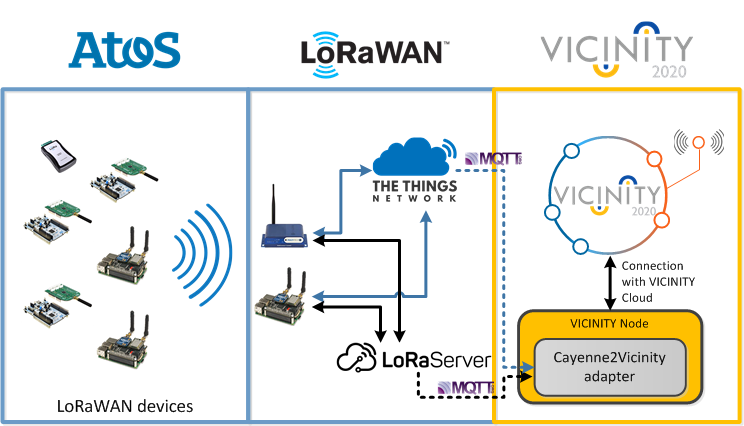 Atos
LoRaWAN™
VICINITY
2020
MQTT
THE THINGS
NETWORK
VICINITY
2020
Connection
with VICINITY
Cloud
VICINITY Node
Cayenne2Vicinity
adapter
LoRaServer
MQTT
LoRaWAN devices